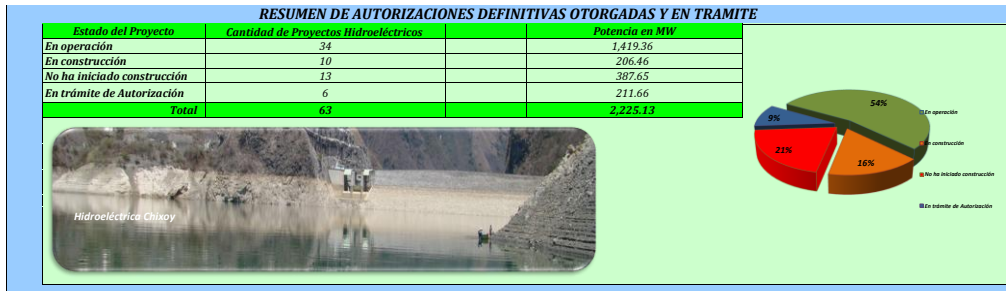 RESUMEN DE AUTORIZACIONES DEFINITIVAS OTORGADAS Y EN TRAMITE
Estado del Proyecto Cantidad de Proyectos Hidroeléctricos Potencia en MW
En operación 34 1,419.36
En construcción 10 206.46
No ha iniciado construcción 13 387.65
En trámite de Autorización 6 211.66
Total 63 2,225.13
54%
9%
21%
16%
En operación
En construcción
No ha iniciado construcción
En trámite de Autorización
Hidroeléctrica Chixoy